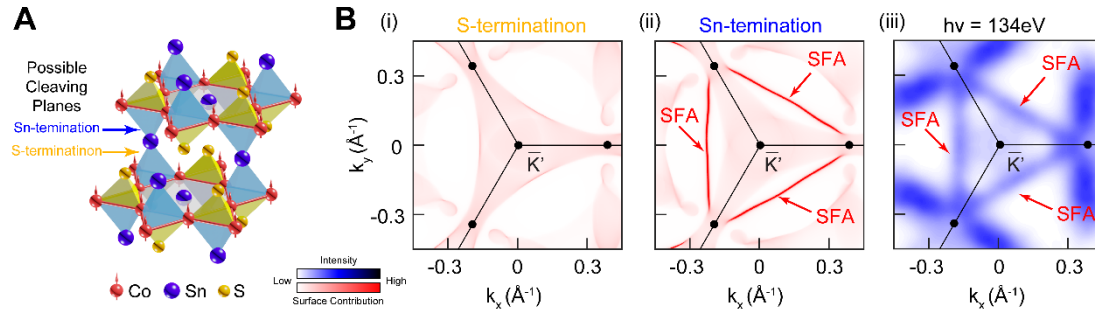 A
Possible
Cleaving
Planes
Sn-temination
S-terminatinon
Co Sn S
Intensity
Low High
Surface Contribution
B
(i) S-terminatinon
0.3
0
-0.3
k_y (Å⁻¹)
K̅'
-0.3 0 0.3
k_x (Å⁻¹)
(ii) Sn-temination
SFA
SFA
SFA
K̅'
-0.3 0 0.3
k_x (Å⁻¹)
(iii) hν = 134eV
SFA
SFA
SFA
K̅'
-0.3 0 0.3
k_x (Å⁻¹)